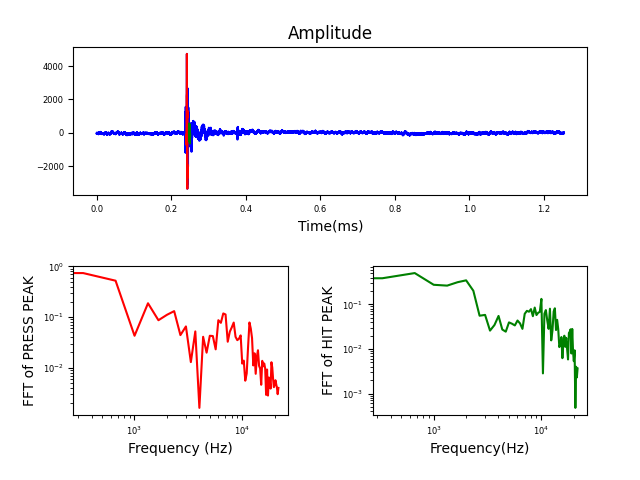 Amplitude
4000
2000
0
−2000
0.0 0.2 0.4 0.6 0.8 1.0 1.2
Time(ms)
FFT of PRESS PEAK
10⁰
10⁻¹
10⁻²
10³ 10⁴
Frequency (Hz)
FFT of HIT PEAK
10⁻¹
10⁻²
10⁻³
10³ 10⁴
Frequency(Hz)